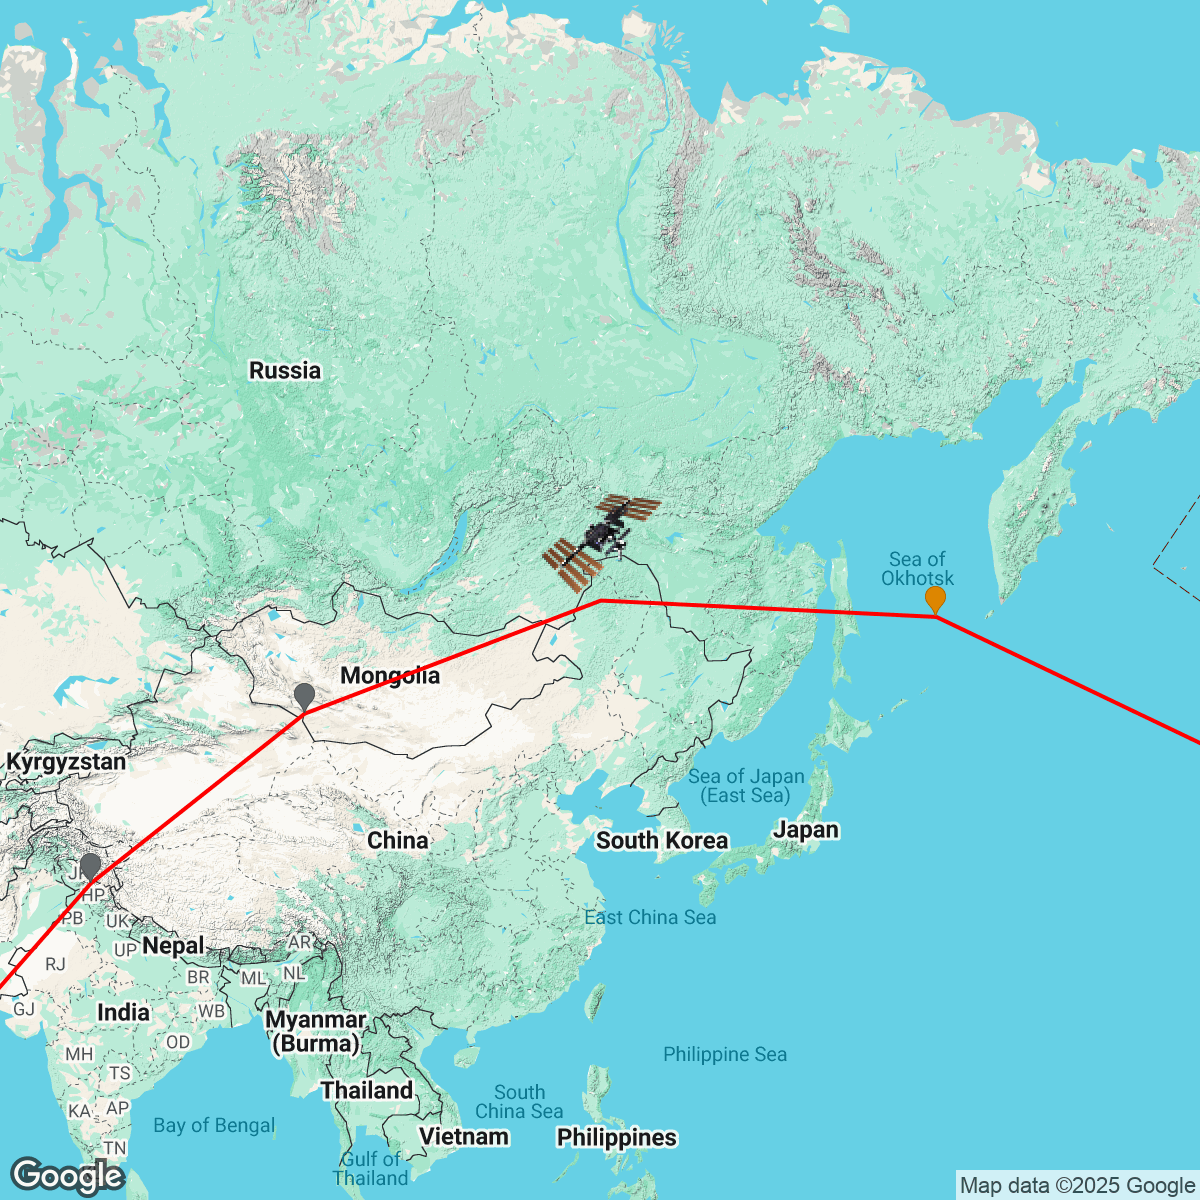 Russia
Sea of
Okhotsk
Mongolia
Kyrgyzstan
Sea of Japan
(East Sea)
China
South Korea
Japan
HP
PB
East China Sea
UK
Nepal
AR
UP
RJ
BR
ML
NL
GJ
India
WB
Myanmar
(Burma)
OD
MH
Philippine Sea
TS
Thailand
South
China Sea
KA
AP
Bay of Bengal
Vietnam
Philippines
TN
Gulf of
Thailand
Google
Map data ©2025 Google